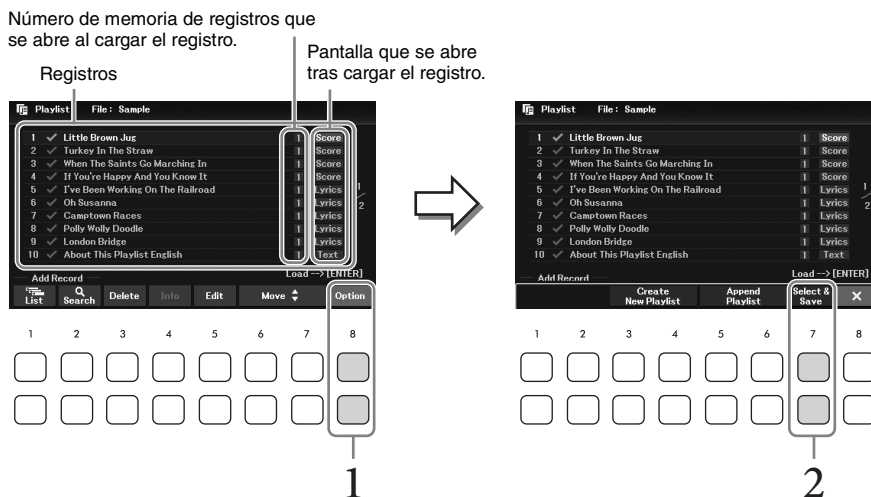 Número de memoria de registros que
se abre al cargar el registro.
Pantalla que se abre
tras cargar el registro.
Registros
Playlist File: Sample
1 Little Brown Jug 1 Score
2 Turkey In The Straw 1 Score
3 When The Saints Go Marching In 1 Score
4 If You're Happy And You Know It 1 Score
5 I've Been Working On The Railroad 1 Lyrics
6 Oh Susanna 1 Lyrics
7 Camptown Races 1 Lyrics
8 Polly Wolly Doodle 1 Lyrics
9 London Bridge 1 Lyrics
10 About This Playlist English 1 Text
1/2
Load --> [ENTER]
Add Record
List Search Delete Info Edit Move Option
1 2 3 4 5 6 7 8
1
Playlist File: Sample
1 Little Brown Jug 1 Score
2 Turkey In The Straw 1 Score
3 When The Saints Go Marching In 1 Score
4 If You're Happy And You Know It 1 Score
5 I've Been Working On The Railroad 1 Lyrics
6 Oh Susanna 1 Lyrics
7 Camptown Races 1 Lyrics
8 Polly Wolly Doodle 1 Lyrics
9 London Bridge 1 Lyrics
10 About This Playlist English 1 Text
1/2
Load --> [ENTER]
Add Record
Create
New Playlist
Append
Playlist
Select &
Save
1 2 3 4 5 6 7 8
2